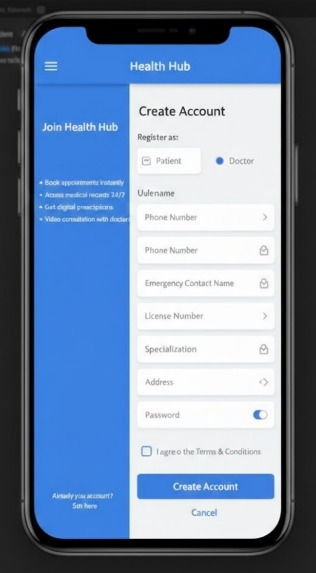 Health Hub
Join Health Hub
• Book appointments instantly
• Access medical records 24/7
• Get digital prescriptions
• Video consultation with doctors
Already you account?
Create Account
Register as:
Patient
Doctor
Uulename
Phone Number
Phone Number
Emergency Contact Name
License Number
Specialization
Address
Password
I agre o the Terms & Conditions
Create Account
Cancel